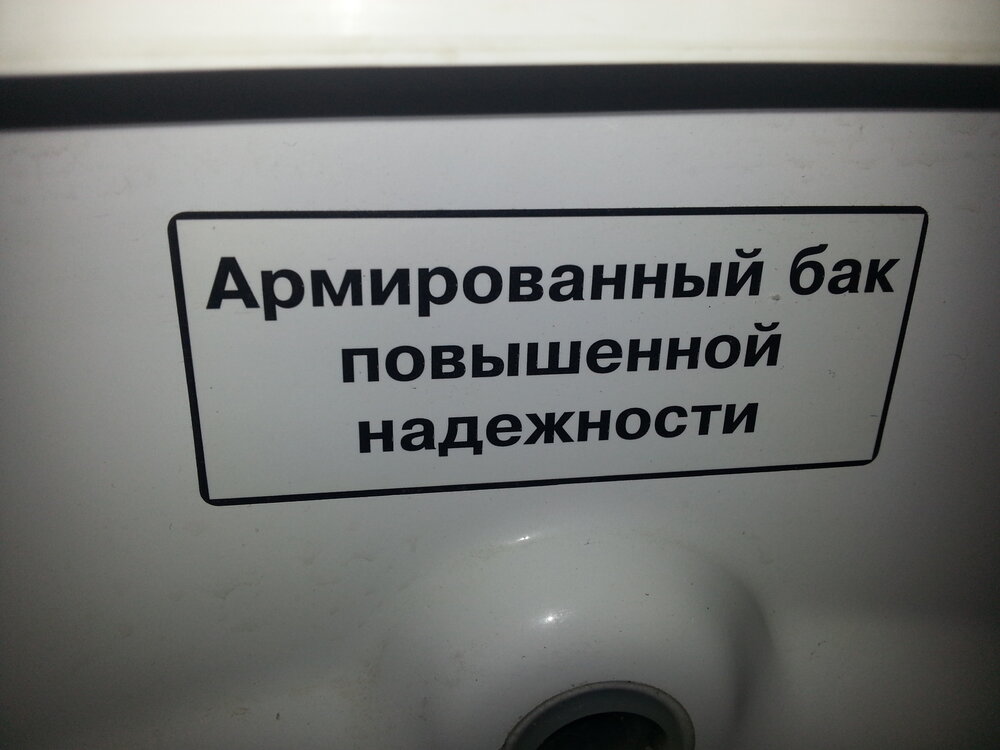 Армированный бак
повышенной
надежности